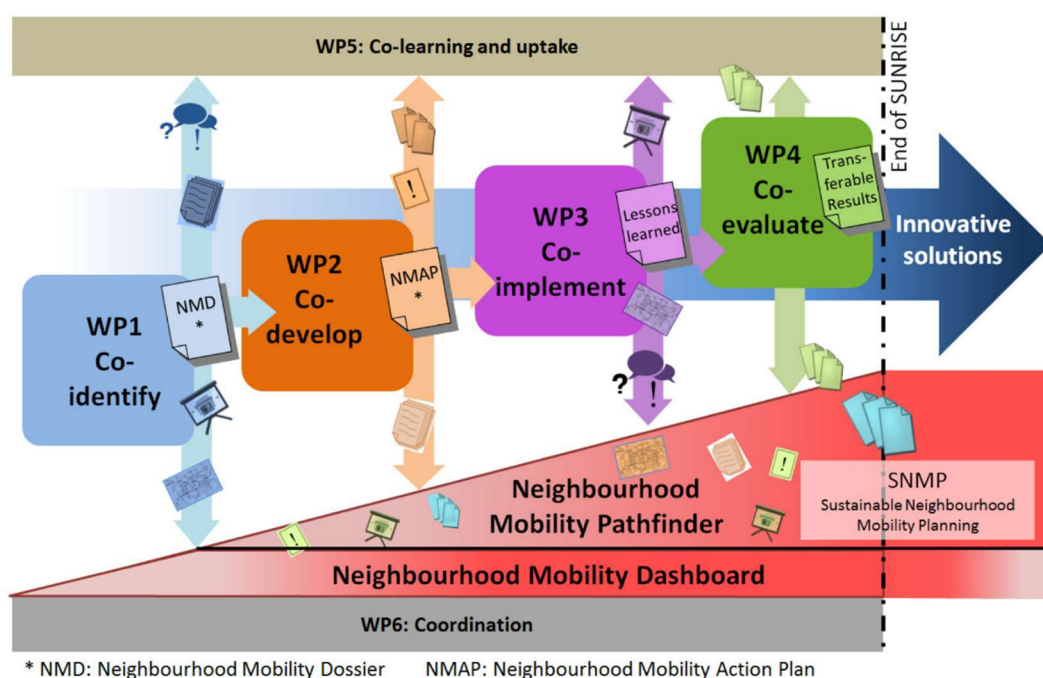 WP5: Co-learning and uptake
End of SUNRISE
?
!
!
WP4
Co-
evaluate
Trans-
ferable
Results
WP3
Co-
implement
Lessons
learned
Innovative
solutions
WP2
Co-
develop
NMAP
*
WP1
Co-
identify
NMD
*
?
!
!
!
!
Neighbourhood
Mobility Pathfinder
SNMP
Sustainable Neighbourhood
Mobility Planning
Neighbourhood Mobility Dashboard
WP6: Coordination
* NMD: Neighbourhood Mobility Dossier NMAP: Neighbourhood Mobility Action Plan